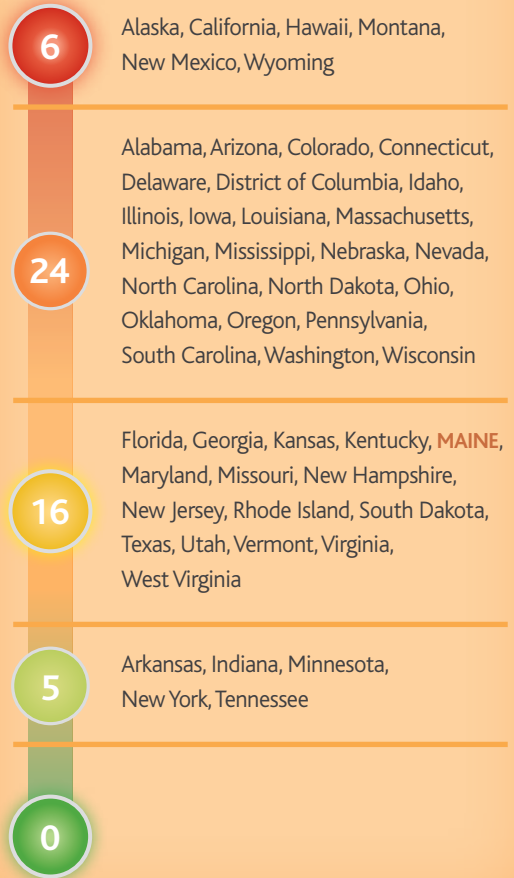 6
Alaska, California, Hawaii, Montana,
New Mexico, Wyoming
24
Alabama, Arizona, Colorado, Connecticut,
Delaware, District of Columbia, Idaho,
Illinois, Iowa, Louisiana, Massachusetts,
Michigan, Mississippi, Nebraska, Nevada,
North Carolina, North Dakota, Ohio,
Oklahoma, Oregon, Pennsylvania,
South Carolina, Washington, Wisconsin
16
Florida, Georgia, Kansas, Kentucky, MAINE,
Maryland, Missouri, New Hampshire,
New Jersey, Rhode Island, South Dakota,
Texas, Utah, Vermont, Virginia,
West Virginia
5
Arkansas, Indiana, Minnesota,
New York, Tennessee
0